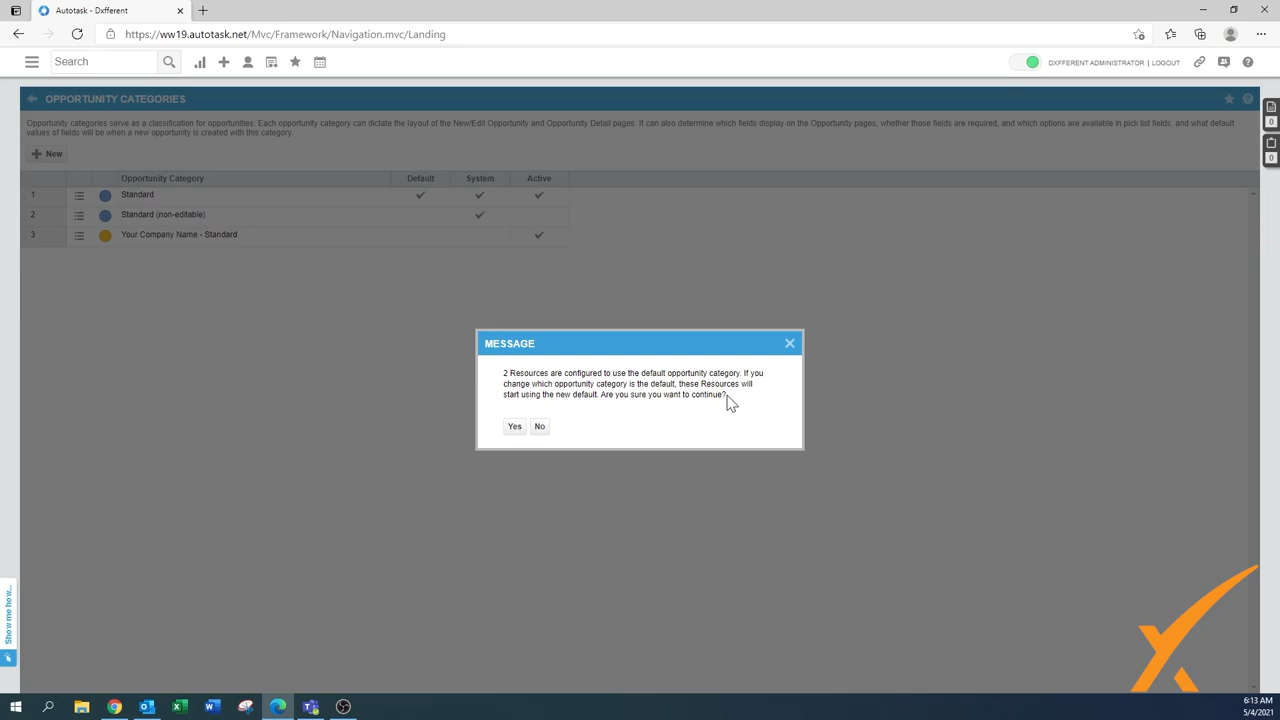 Autotask - Dxfferent
https://ww19.autotask.net/Mvc/Framework/Navigation.mvc/Landing
Search
DXFFERENT ADMINISTRATOR | LOGOUT
OPPORTUNITY CATEGORIES
Opportunity categories serve as a classification for opportunities. Each opportunity category can dictate the layout of the New/Edit Opportunity and Opportunity Detail pages. It can also determine which fields display on the Opportunity pages, whether those fields are required, and which options are available in pick list fields, and what default
values of fields will be when a new opportunity is created with this category.
0
New
0
Opportunity Category Default System Active
1 Standard
2 Standard (non-editable)
3 Your Company Name - Standard
MESSAGE
2 Resources are configured to use the default opportunity category. If you
change which opportunity category is the default, these Resources will
start using the new default. Are you sure you want to continue?
Yes No
Show me how...
6:13 AM
5/4/2021